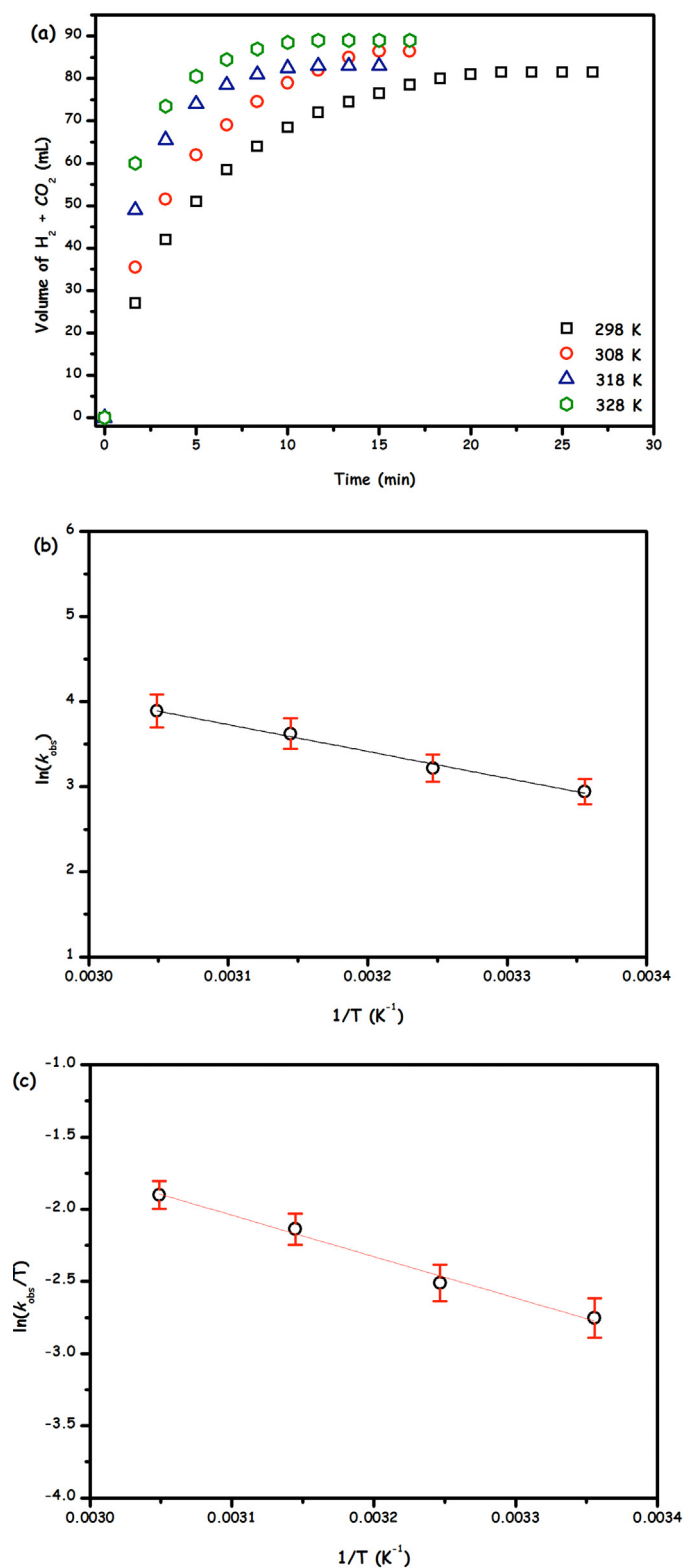 (a)
90
80
70
60
50
40
30
20
10
0
Volume of H₂ + CO₂ (mL)
298 K
308 K
318 K
328 K
0 5 10 15 20 25 30
Time (min)
(b)
6
5
4
3
2
1
ln(k_obs)
0.0030 0.0031 0.0032 0.0033 0.0034
1/T (K⁻¹)
(c)
-1.0
-1.5
-2.0
-2.5
-3.0
-3.5
-4.0
ln(k_obs/T)
0.0030 0.0031 0.0032 0.0033 0.0034
1/T (K⁻¹)